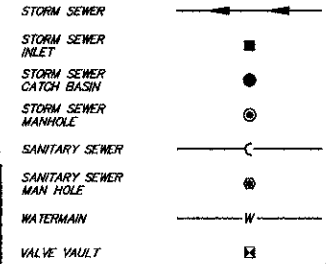 STORM SEWER
STORM SEWER
INLET
STORM SEWER
CATCH BASIN
STORM SEWER
MANHOLE
SANITARY SEWER
SANITARY SEWER
MAN HOLE
WATERMAIN W
VALVE VAULT